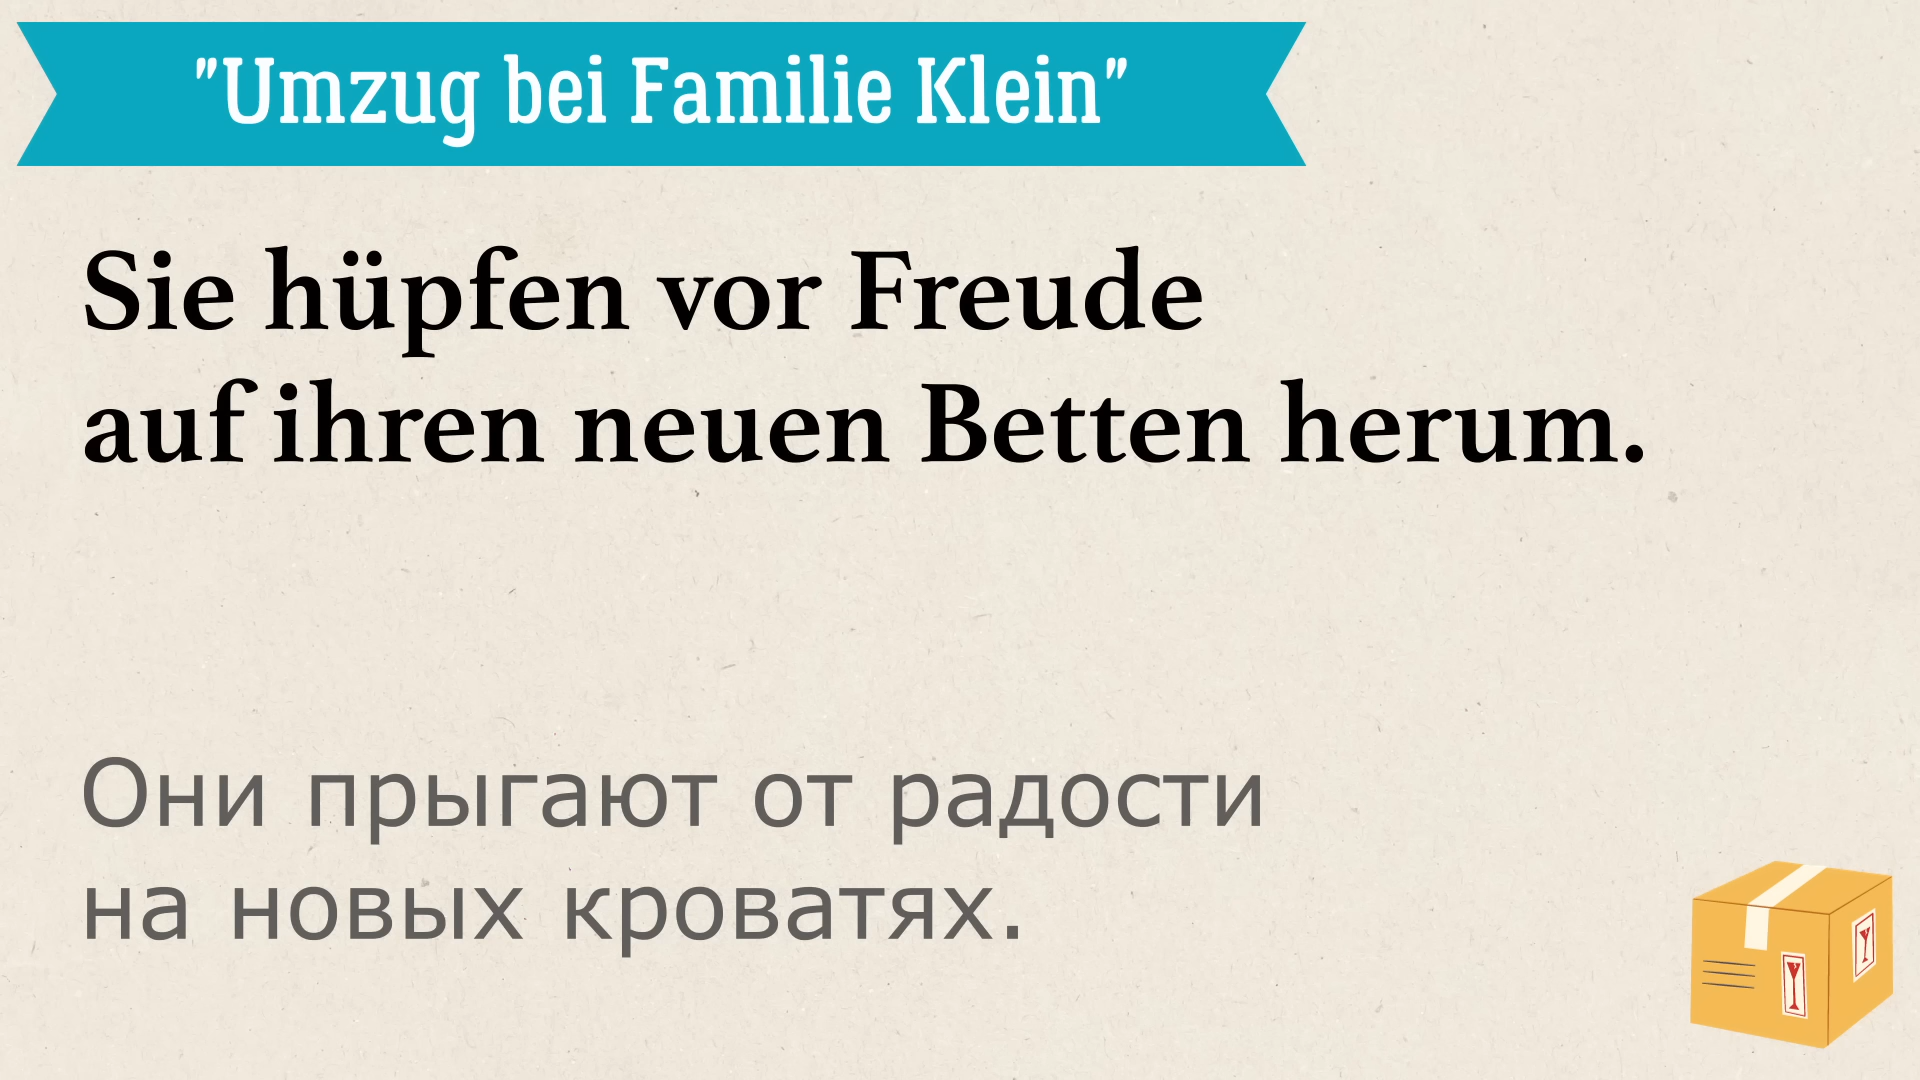 "Umzug bei Familie Klein"
Sie hüpfen vor Freude
auf ihren neuen Betten herum.
Они прыгают от радости
на новых кроватях.